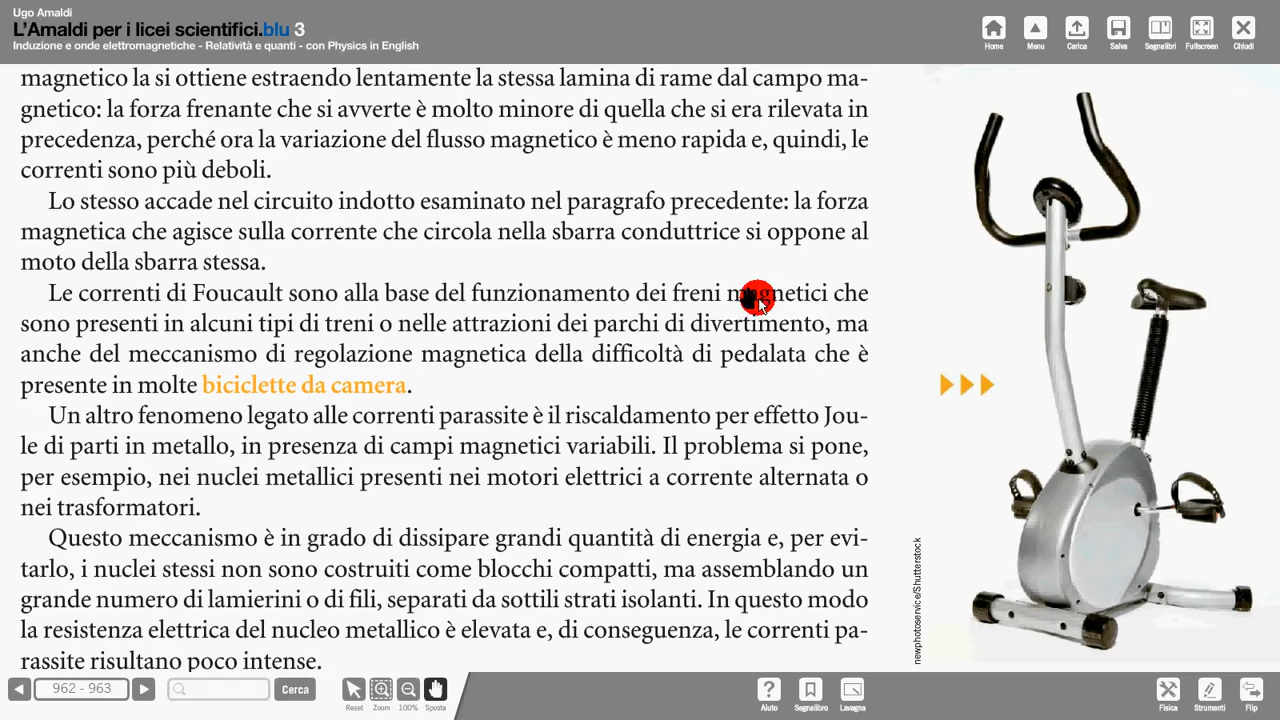 Ugo Amaldi
L'Amaldi per i licei scientifici.blu 3
Induzione e onde elettromagnetiche - Relatività e quanti - con Physics in English
Home
Menu
Carica
Salva
Segnalibri
Fullscreen
Chiudi
magnetico la si ottiene estraendo lentamente la stessa lamina di rame dal campo ma-
gnetico: la forza frenante che si avverte è molto minore di quella che si era rilevata in
precedenza, perché ora la variazione del flusso magnetico è meno rapida e, quindi, le
correnti sono più deboli.
Lo stesso accade nel circuito indotto esaminato nel paragrafo precedente: la forza
magnetica che agisce sulla corrente che circola nella sbarra conduttrice si oppone al
moto della sbarra stessa.
Le correnti di Foucault sono alla base del funzionamento dei freni magnetici che
sono presenti in alcuni tipi di treni o nelle attrazioni dei parchi di divertimento, ma
anche del meccanismo di regolazione magnetica della difficoltà di pedalata che è
presente in molte biciclette da camera.
Un altro fenomeno legato alle correnti parassite è il riscaldamento per effetto Jou-
le di parti in metallo, in presenza di campi magnetici variabili. Il problema si pone,
per esempio, nei nuclei metallici presenti nei motori elettrici a corrente alternata o
nei trasformatori.
Questo meccanismo è in grado di dissipare grandi quantità di energia e, per evi-
tarlo, i nuclei stessi non sono costruiti come blocchi compatti, ma assemblando un
grande numero di lamierini o di fili, separati da sottili strati isolanti. In questo modo
la resistenza elettrica del nucleo metallico è elevata e, di conseguenza, le correnti pa-
rassite risultano poco intense.
newphotoservice/Shutterstock
962 - 963
Cerca
Reset
Zoom
100%
Sposta
Aiuto
Segnalibro
Lavagna
Fisica
Strumenti
Flip